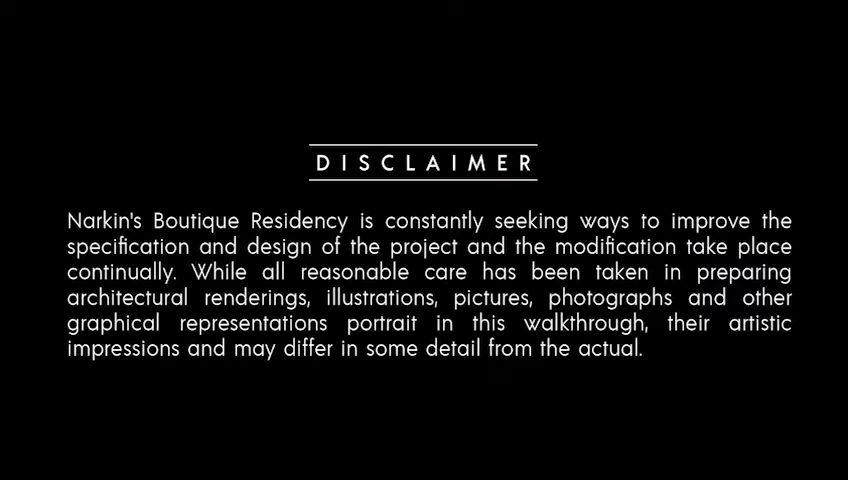 DISCLAIMER
Narkin's Boutique Residency is constantly seeking ways to improve the
specification and design of the project and the modification take place
continually. While all reasonable care has been taken in preparing
architectural renderings, illustrations, pictures, photographs and other
graphical representations portrait in this walkthrough, their artistic
impressions and may differ in some detail from the actual.